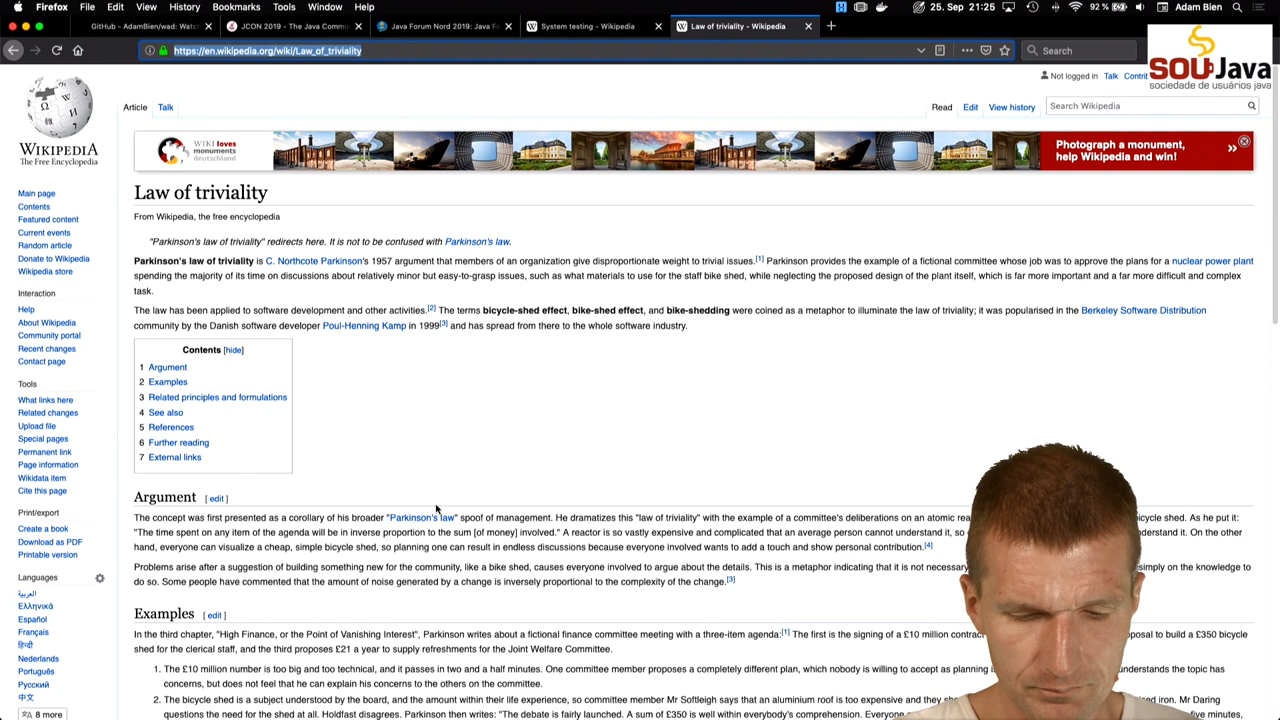 Firefox File Edit View History Bookmarks Tools Window Help
25. Sep 21:25 92% Adam Bien
GitHub - AdamBien/wad: Watc
JCON 2019 - The Java Commu
Java Forum Nord 2019: Java F
System testing - Wikipedia
Law of triviality - Wikipedia
https://en.wikipedia.org/wiki/Law_of_triviality
Search
SOUJava
sociedade de usuários java
Not logged in Talk Contrib
Article Talk
Read Edit View history
Search Wikipedia
WIKIPEDIA
The Free Encyclopedia
WIKI loves
monuments
deutschland
Photograph a monument,
help Wikipedia and win!
Main page
Contents
Featured content
Current events
Random article
Donate to Wikipedia
Wikipedia store
Interaction
Help
About Wikipedia
Community portal
Recent changes
Contact page
Tools
What links here
Related changes
Upload file
Special pages
Permanent link
Page information
Wikidata item
Cite this page
Print/export
Create a book
Download as PDF
Printable version
Languages
العربية
Ελληνικά
Español
Français
हिन्दी
Nederlands
Português
Русский
中文
8 more
Law of triviality
From Wikipedia, the free encyclopedia
"Parkinson's law of triviality" redirects here. It is not to be confused with Parkinson's law.
Parkinson's law of triviality is C. Northcote Parkinson's 1957 argument that members of an organization give disproportionate weight to trivial issues.[1] Parkinson provides the example of a fictional committee whose job was to approve the plans for a nuclear power plant
spending the majority of its time on discussions about relatively minor but easy-to-grasp issues, such as what materials to use for the staff bike shed, while neglecting the proposed design of the plant itself, which is far more important and a far more difficult and complex
task.
The law has been applied to software development and other activities.[2] The terms bicycle-shed effect, bike-shed effect, and bike-shedding were coined as a metaphor to illuminate the law of triviality; it was popularised in the Berkeley Software Distribution
community by the Danish software developer Poul-Henning Kamp in 1999[3] and has spread from there to the whole software industry.
Contents [hide]
1 Argument
2 Examples
3 Related principles and formulations
4 See also
5 References
6 Further reading
7 External links
Argument [ edit ]
The concept was first presented as a corollary of his broader "Parkinson's law" spoof of management. He dramatizes this "law of triviality" with the example of a committee's deliberations on an atomic rea bicycle shed. As he put it:
"The time spent on any item of the agenda will be in inverse proportion to the sum [of money] involved." A reactor is so vastly expensive and complicated that an average person cannot understand it, so understand it. On the other
hand, everyone can visualize a cheap, simple bicycle shed, so planning one can result in endless discussions because everyone involved wants to add a touch and show personal contribution.[4]
Problems arise after a suggestion of building something new for the community, like a bike shed, causes everyone involved to argue about the details. This is a metaphor indicating that it is not necessary simply on the knowledge to
do so. Some people have commented that the amount of noise generated by a change is inversely proportional to the complexity of the change.[3]
Examples [ edit ]
In the third chapter, "High Finance, or the Point of Vanishing Interest", Parkinson writes about a fictional finance committee meeting with a three-item agenda:[1] The first is the signing of a £10 million contrac posal to build a £350 bicycle
shed for the clerical staff, and the third proposes £21 a year to supply refreshments for the Joint Welfare Committee.
1. The £10 million number is too big and too technical, and it passes in two and a half minutes. One committee member proposes a completely different plan, which nobody is willing to accept as planning i understands the topic has
concerns, but does not feel that he can explain his concerns to the others on the committee.
2. The bicycle shed is a subject understood by the board, and the amount within their life experience, so committee member Mr Softleigh says that an aluminium roof is too expensive and they sh ised iron. Mr Daring
questions the need for the shed at all. Holdfast disagrees. Parkinson then writes: "The debate is fairly launched. A sum of £350 is well within everybody's comprehension. Everyone five minutes,